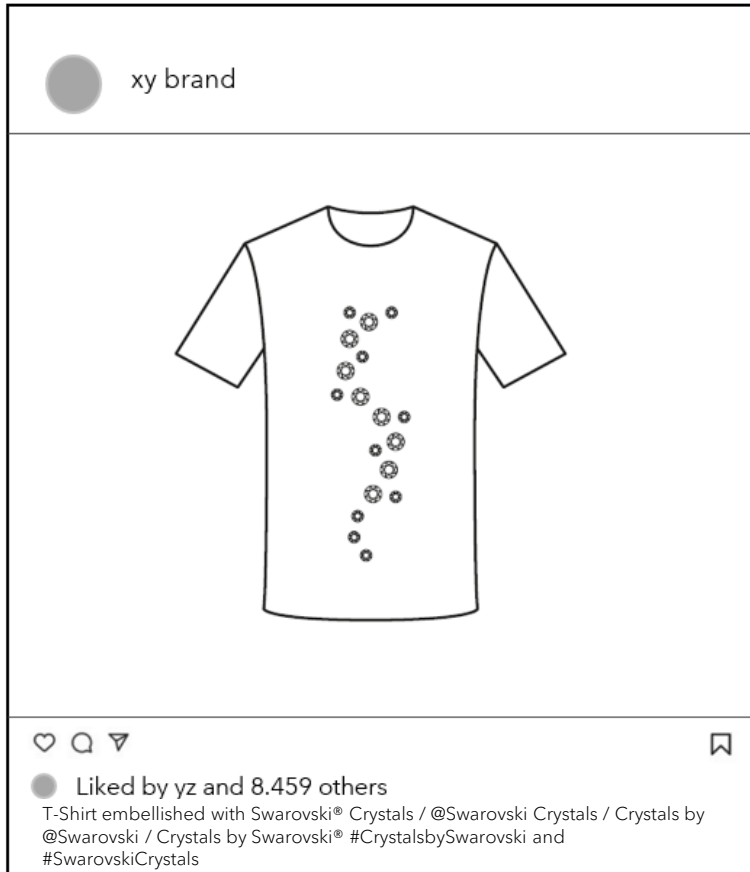 xy brand
Liked by yz and 8.459 others
T-Shirt embellished with Swarovski® Crystals / @Swarovski Crystals / Crystals by
@Swarovski / Crystals by Swarovski® #CrystalsbySwarovski and
#SwarovskiCrystals